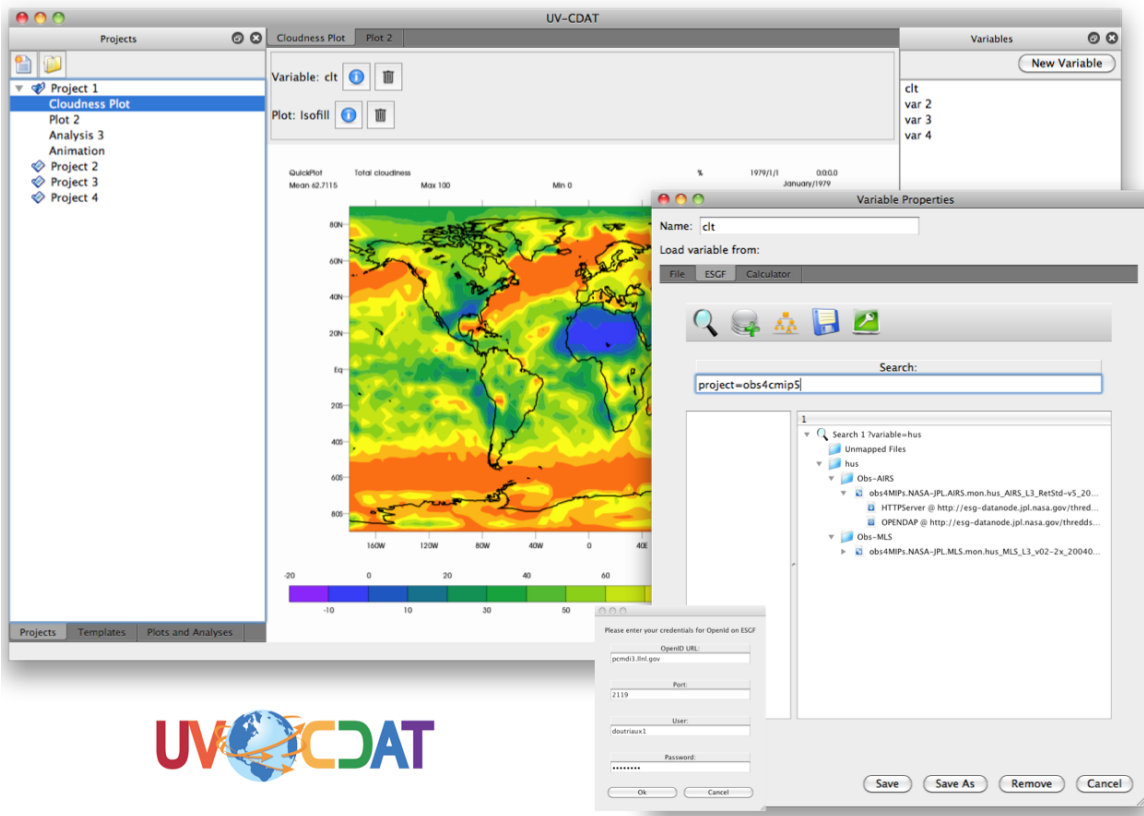 UV-CDAT
Projects
Project 1
Cloudness Plot
Plot 2
Analysis 3
Animation
Project 2
Project 3
Project 4
Projects Templates Plots and Analyses
Cloudness Plot Plot 2
Variable: clt
Plot: Isofill
QuickPlot Total cloudiness % 1979/1/1 0:0:0.0
Mean 62.7115 Max 100 Min 0 January/1979
80N
60N
40N
20N
Eq
20S
40S
60S
80S
160W 120W 80W 40W 0 40E
-20 0 20 40 60
-10 10 30 50
Variables
New Variable
clt
var 2
var 3
var 4
Variable Properties
Name: clt
Load variable from:
File ESGF Calculator
Search:
project=obs4cmip5
1
Search 1 ?variable=hus
Unmapped Files
hus
Obs-AIRS
obs4MIPs.NASA-JPL.AIRS.mon.hus_AIRS_L3_RetStd-v5_20...
HTTPServer @ http://esg-datanode.jpl.nasa.gov/thredd...
OPENDAP @ http://esg-datanode.jpl.nasa.gov/thredds...
Obs-MLS
obs4MIPs.NASA-JPL.MLS.mon.hus_MLS_L3_v02-2x_20040...
Save Save As Remove Cancel
Please enter your credentials for OpenId on ESGF
OpenID URL:
pcmdi3.llnl.gov
Port:
2119
User:
doutriaux1
Password:
••••••••
Ok Cancel
UV CDAT